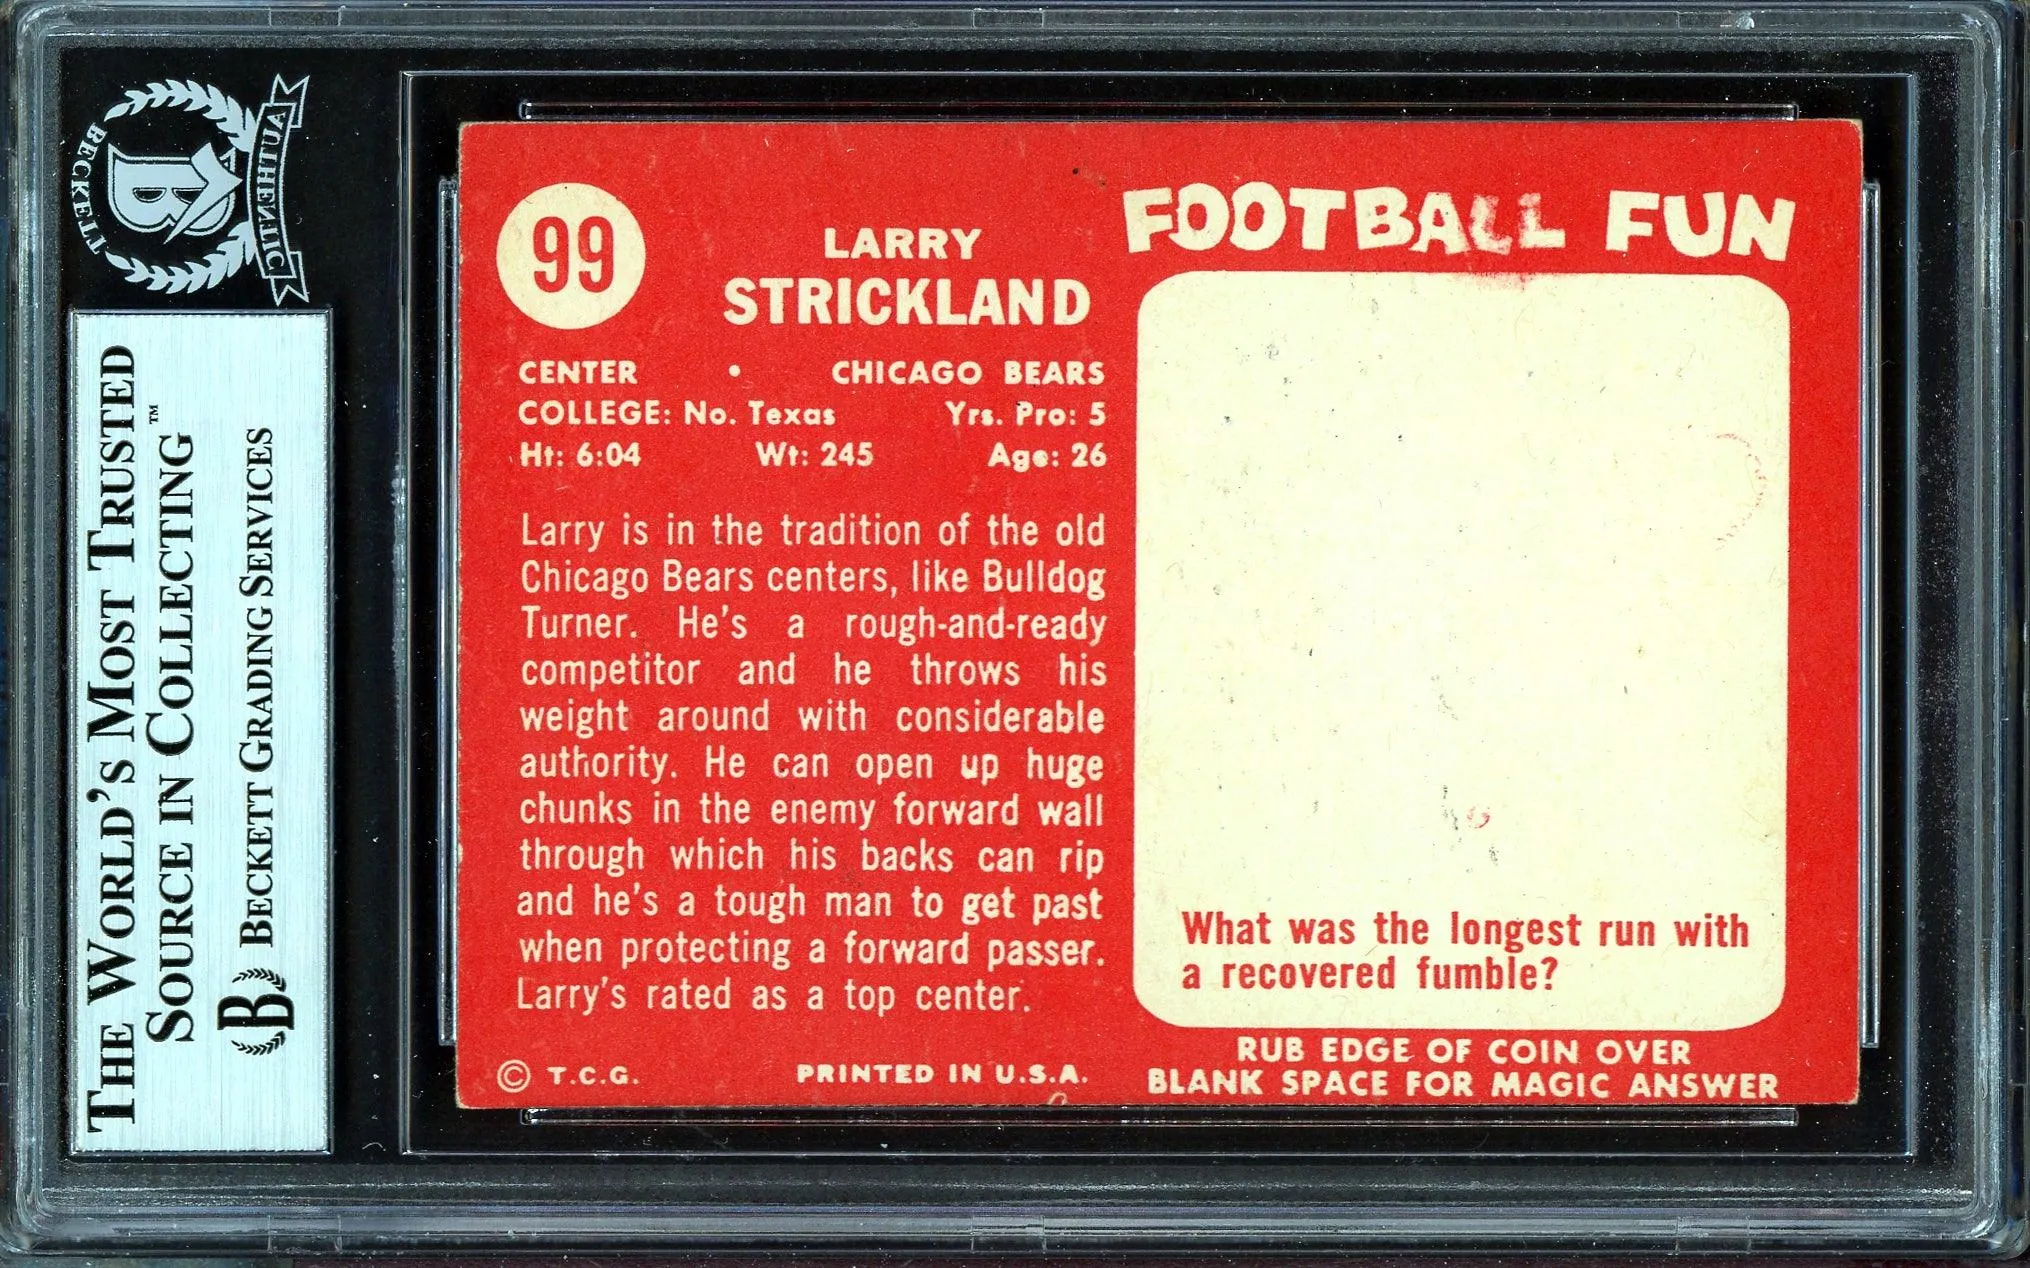 BECKETT
AUTHENTIC
B
THE WORLD'S MOST TRUSTED
SOURCE IN COLLECTING™
B BECKETT GRADING SERVICES
99
LARRY
STRICKLAND
CENTER • CHICAGO BEARS
COLLEGE: No. Texas Yrs. Pro: 5
Ht: 6:04 Wt: 245 Age: 26
Larry is in the tradition of the old
Chicago Bears centers, like Bulldog
Turner. He's a rough-and-ready
competitor and he throws his
weight around with considerable
authority. He can open up huge
chunks in the enemy forward wall
through which his backs can rip
and he's a tough man to get past
when protecting a forward passer.
Larry's rated as a top center.
© T.C.G. PRINTED IN U.S.A.
FOOTBALL FUN
What was the longest run with
a recovered fumble?
RUB EDGE OF COIN OVER
BLANK SPACE FOR MAGIC ANSWER